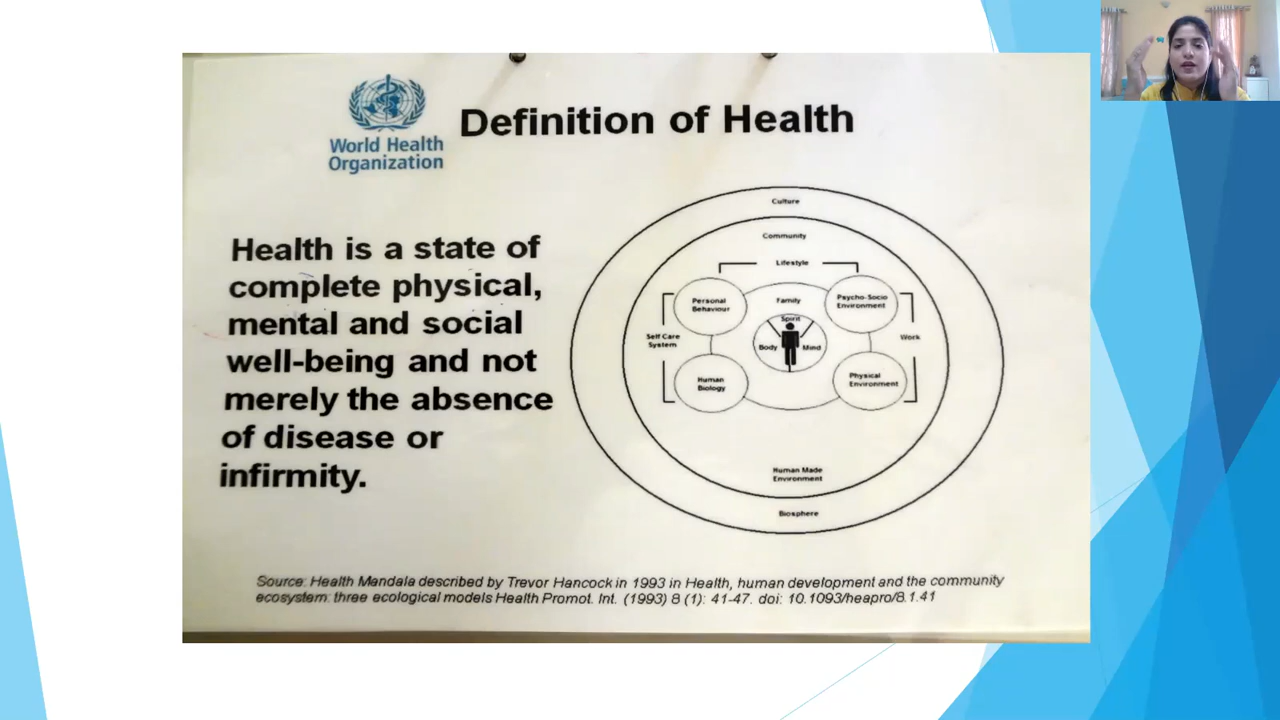 World Health
Organization
Definition of Health
Health is a state of
complete physical,
mental and social
well-being and not
merely the absence
of disease or
infirmity.
Culture
Community
Lifestyle
Personal
Behaviour
Family
Psycho-Socio
Environment
Spirit
Self Care
System
Body
Mind
Work
Human
Biology
Physical
Environment
Human Made
Environment
Biosphere
Source: Health Mandala described by Trevor Hancock in 1993 in Health, human development and the community
ecosystem: three ecological models Health Promot. Int. (1993) 8 (1): 41-47. doi: 10.1093/heapro/8.1.41